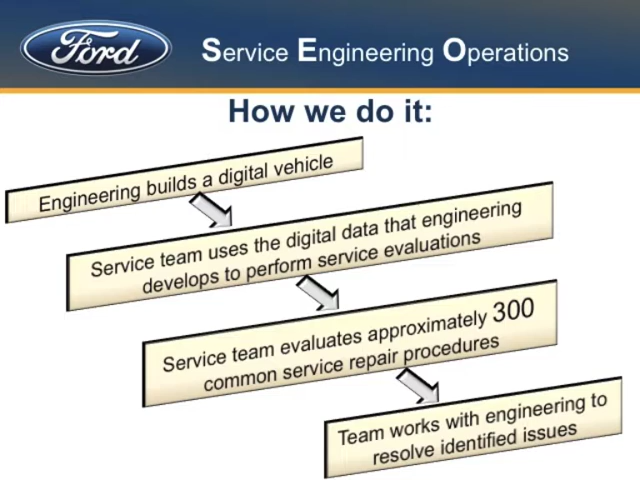 Ford
Service Engineering Operations
How we do it:
Engineering builds a digital vehicle
Service team uses the digital data that engineering
develops to perform service evaluations
Service team evaluates approximately 300
common service repair procedures
Team works with engineering to
resolve identified issues